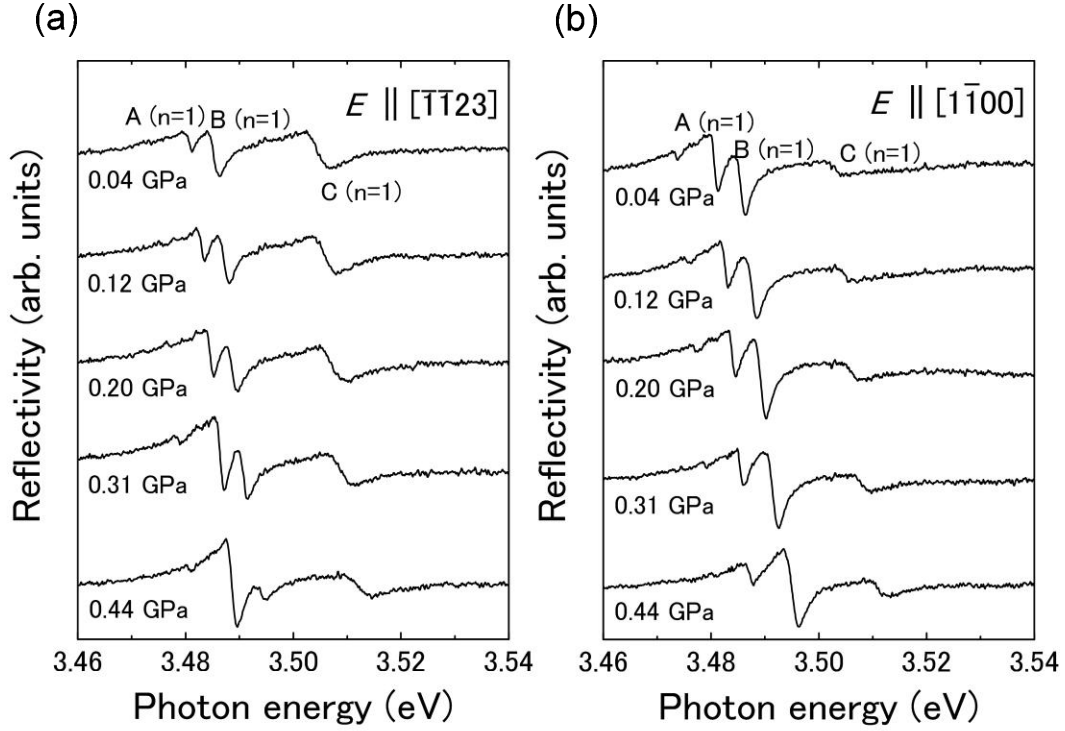 (a)
(b)
Reflectivity (arb. units)
E || [1̅1̅23]
A (n=1)
B (n=1)
C (n=1)
0.04 GPa
0.12 GPa
0.20 GPa
0.31 GPa
0.44 GPa
3.46 3.48 3.50 3.52 3.54
Photon energy (eV)
Reflectivity (arb. units)
E || [11̅00]
A (n=1)
B (n=1)
C (n=1)
0.04 GPa
0.12 GPa
0.20 GPa
0.31 GPa
0.44 GPa
3.46 3.48 3.50 3.52 3.54
Photon energy (eV)